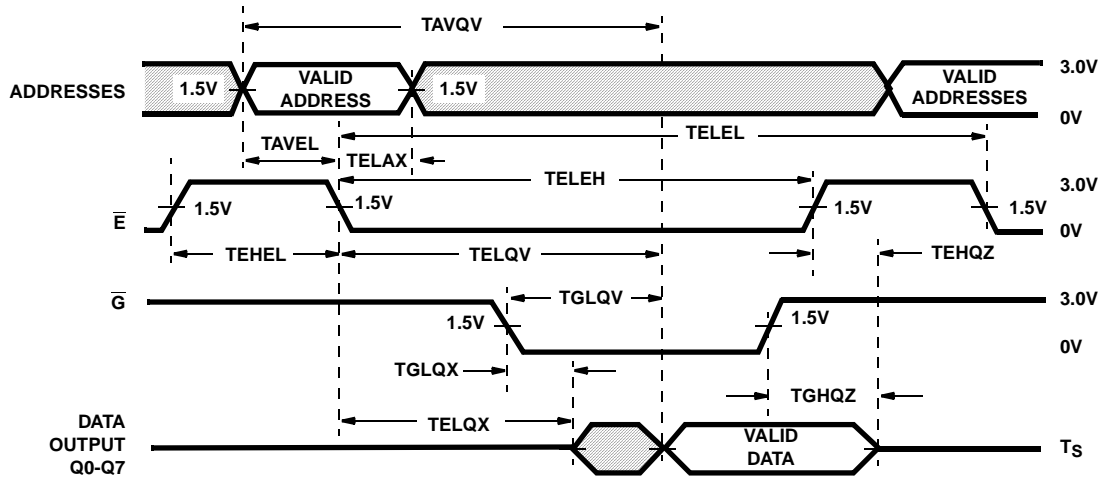 TAVQV
ADDRESSES
1.5V
VALID
ADDRESS
1.5V
VALID
ADDRESSES
3.0V
0V
TAVEL
TELAX
TELEL
TELEH
E
1.5V
1.5V
1.5V
3.0V
0V
TEHEL
TELQV
TEHQZ
G
TGLQV
1.5V
1.5V
3.0V
0V
TGLQX
TGHQZ
TELQX
DATA
OUTPUT
Q0-Q7
VALID
DATA
TS